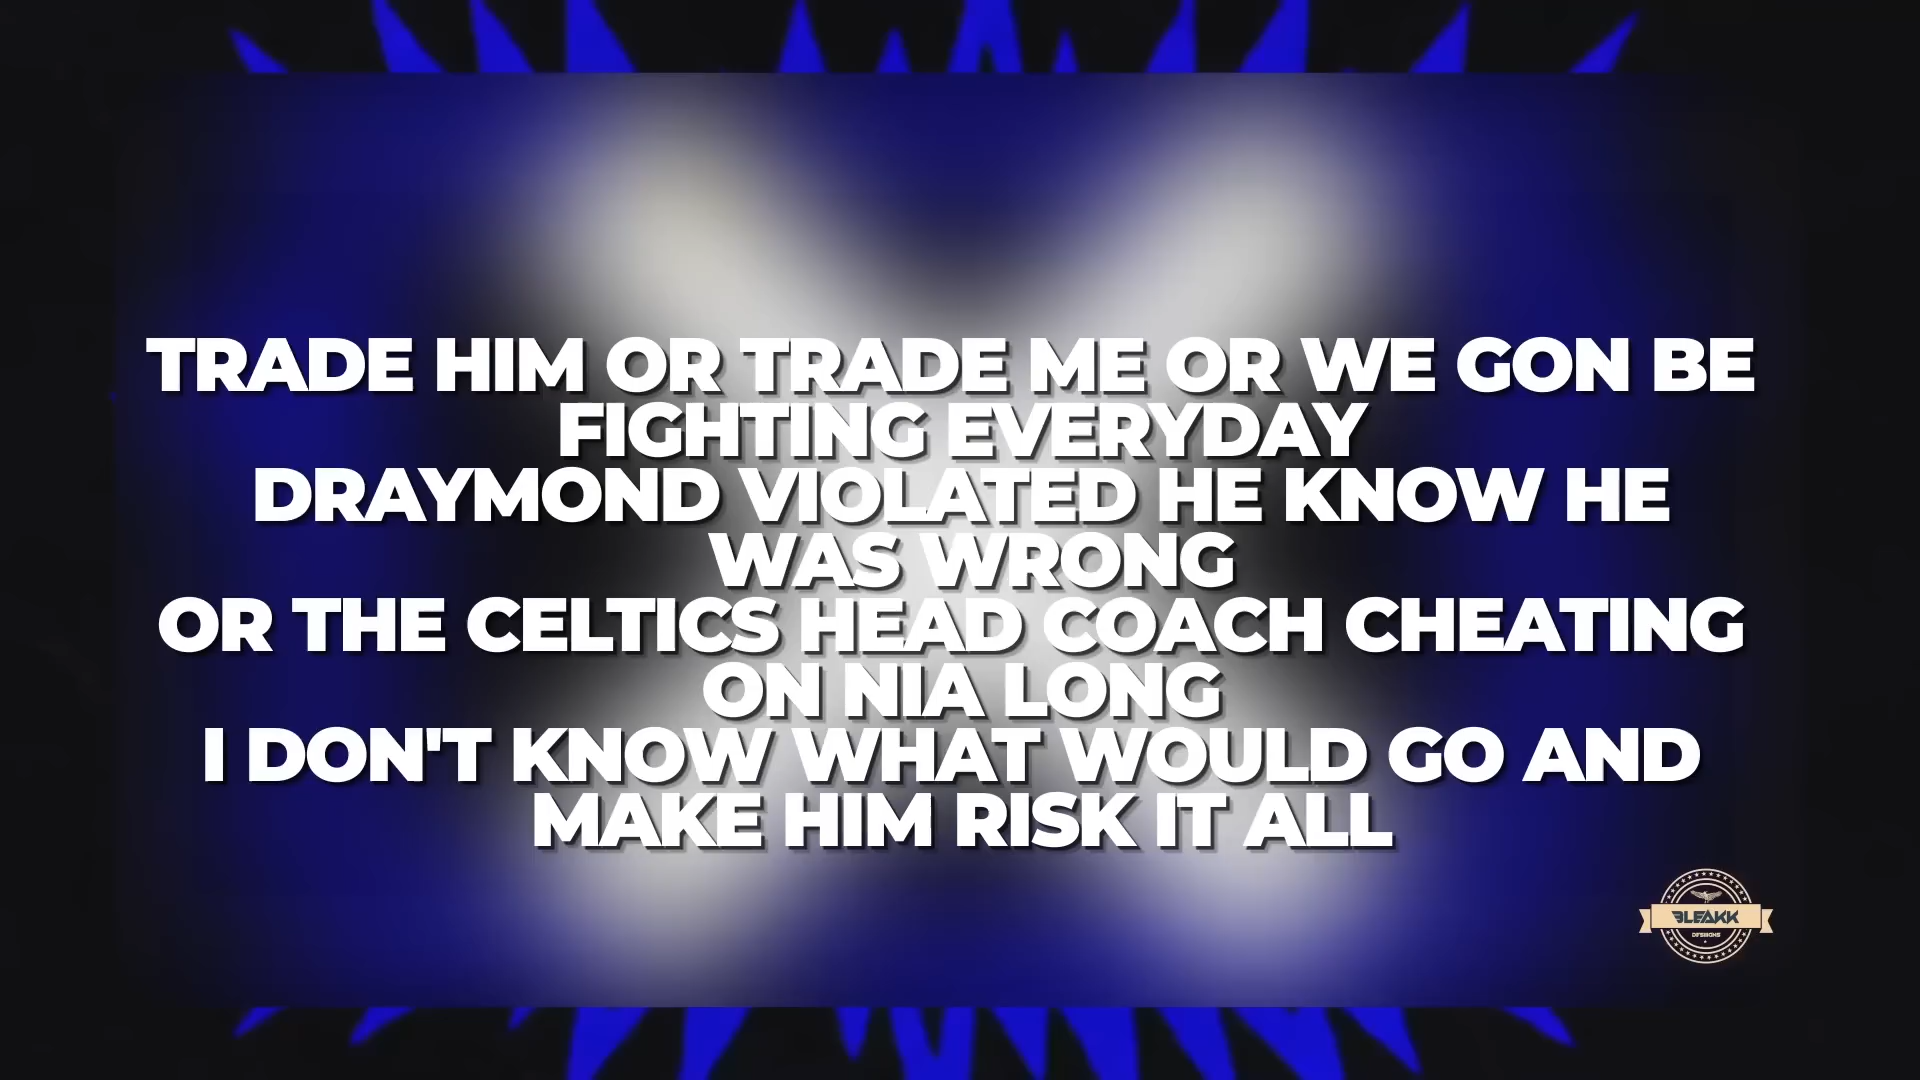 TRADE HIM OR TRADE ME OR WE GON BE
FIGHTING EVERYDAY
DRAYMOND VIOLATED HE KNOW HE
WAS WRONG
OR THE CELTICS HEAD COACH CHEATING
ON NIA LONG
I DON'T KNOW WHAT WOULD GO AND
MAKE HIM RISK IT ALL
BLEAKK
DESIGNS